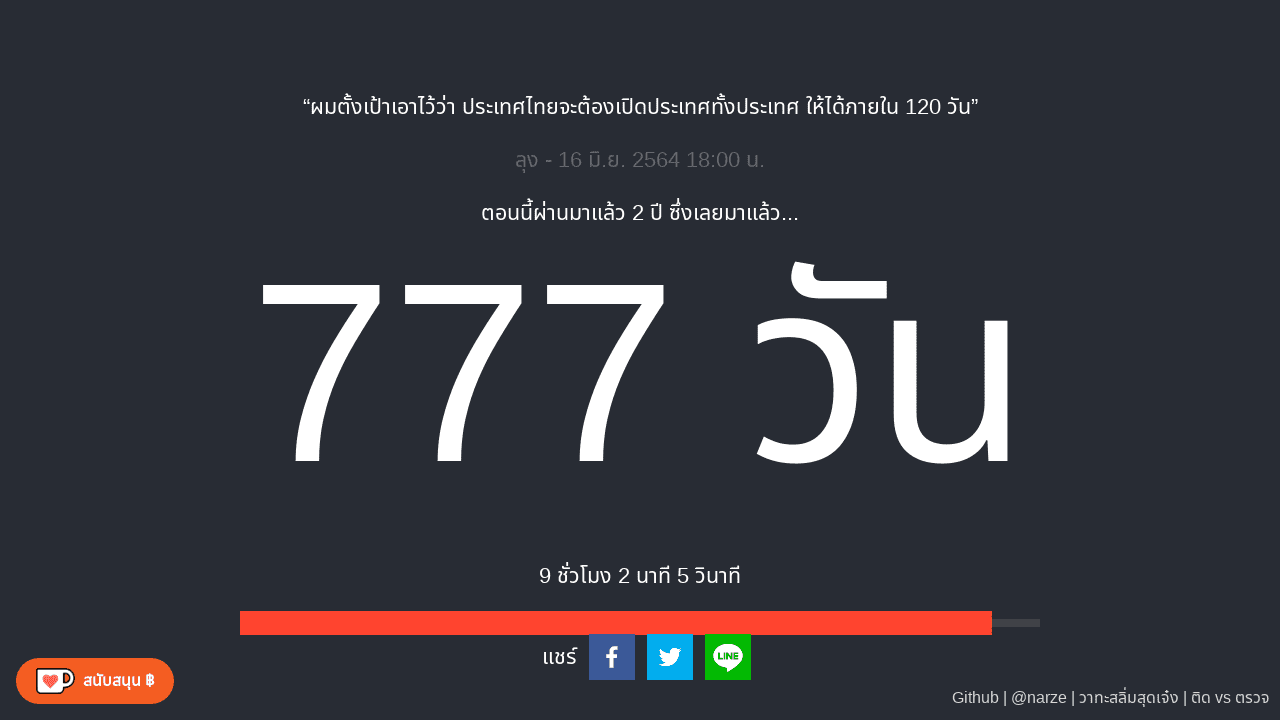 “ผมตั้งเป้าเอาไว้ว่า ประเทศไทยจะต้องเปิดประเทศทั้งประเทศ ให้ได้ภายใน 120 วัน”
ลุง - 16 มิ.ย. 2564 18:00 น.
ตอนนี้ผ่านมาแล้ว 2 ปี ซึ่งเลยมาแล้ว...
777 วัน
9 ชั่วโมง 2 นาที 5 วินาที
แชร์ LINE
สนับสนุน ฿
Github | @narze | วาทะสลิ่มสุดเจ๋ง | ติด vs ตรวจ